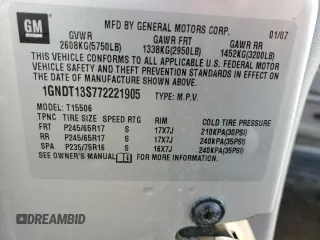 GM
MFD BY GENERAL MOTORS CORP. 01/07
GVWR GAWR FRT GAWR RR
2608KG(5750LB) 1338KG(2950LB) 1452KG(3200LB)
THIS VEHICLE CONFORMS TO ALL APPLICABLE U.S. FEDERAL MOTOR
VEHICLE SAFETY AND THEFT PREVENTION STANDARDS IN EFFECT ON
THE DATE OF MANUFACTURE SHOWN ABOVE.
1GNDT13S772221905 TYPE: M.P.V.
MODEL: T15506
TPNC TIRE SIZE SPEED RTG RIM COLD TIRE PRESSURE
FRT P245/65R17 S 17X7J 210KPA(30PSI)
RR P245/65R17 S 17X7J 240KPA(35PSI)
SPA P235/75R16 S 16X7J 240KPA(35PSI)
SEE OWNER'S MANUAL FOR MORE INFORMATION.